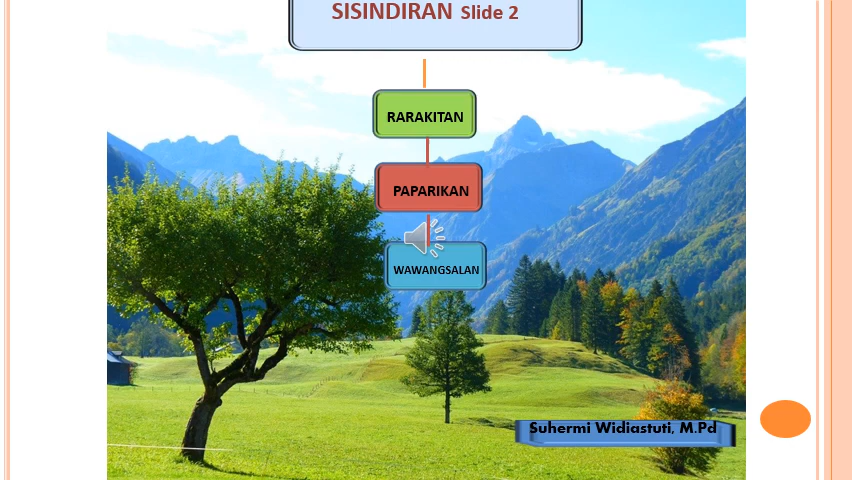 SISINDIRAN Slide 2
RARAKITAN
PAPARIKAN
WAWANGSALAN
Suhermi Widiastuti, M.Pd